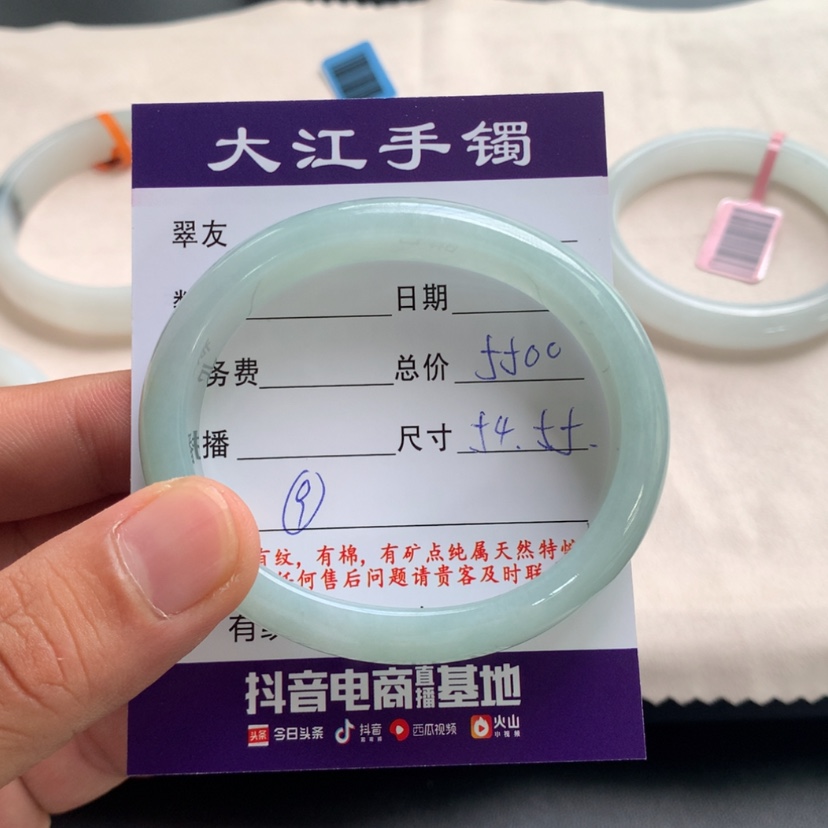 大江手镯
翠友
日期
务费 总价 5500
播 尺寸 54.55.
9
有纹，有棉，有矿点纯属天然特
任何售后问题请贵客及时联
有
抖音电商直播基地
头条 今日头条 抖音 西瓜视频 火山